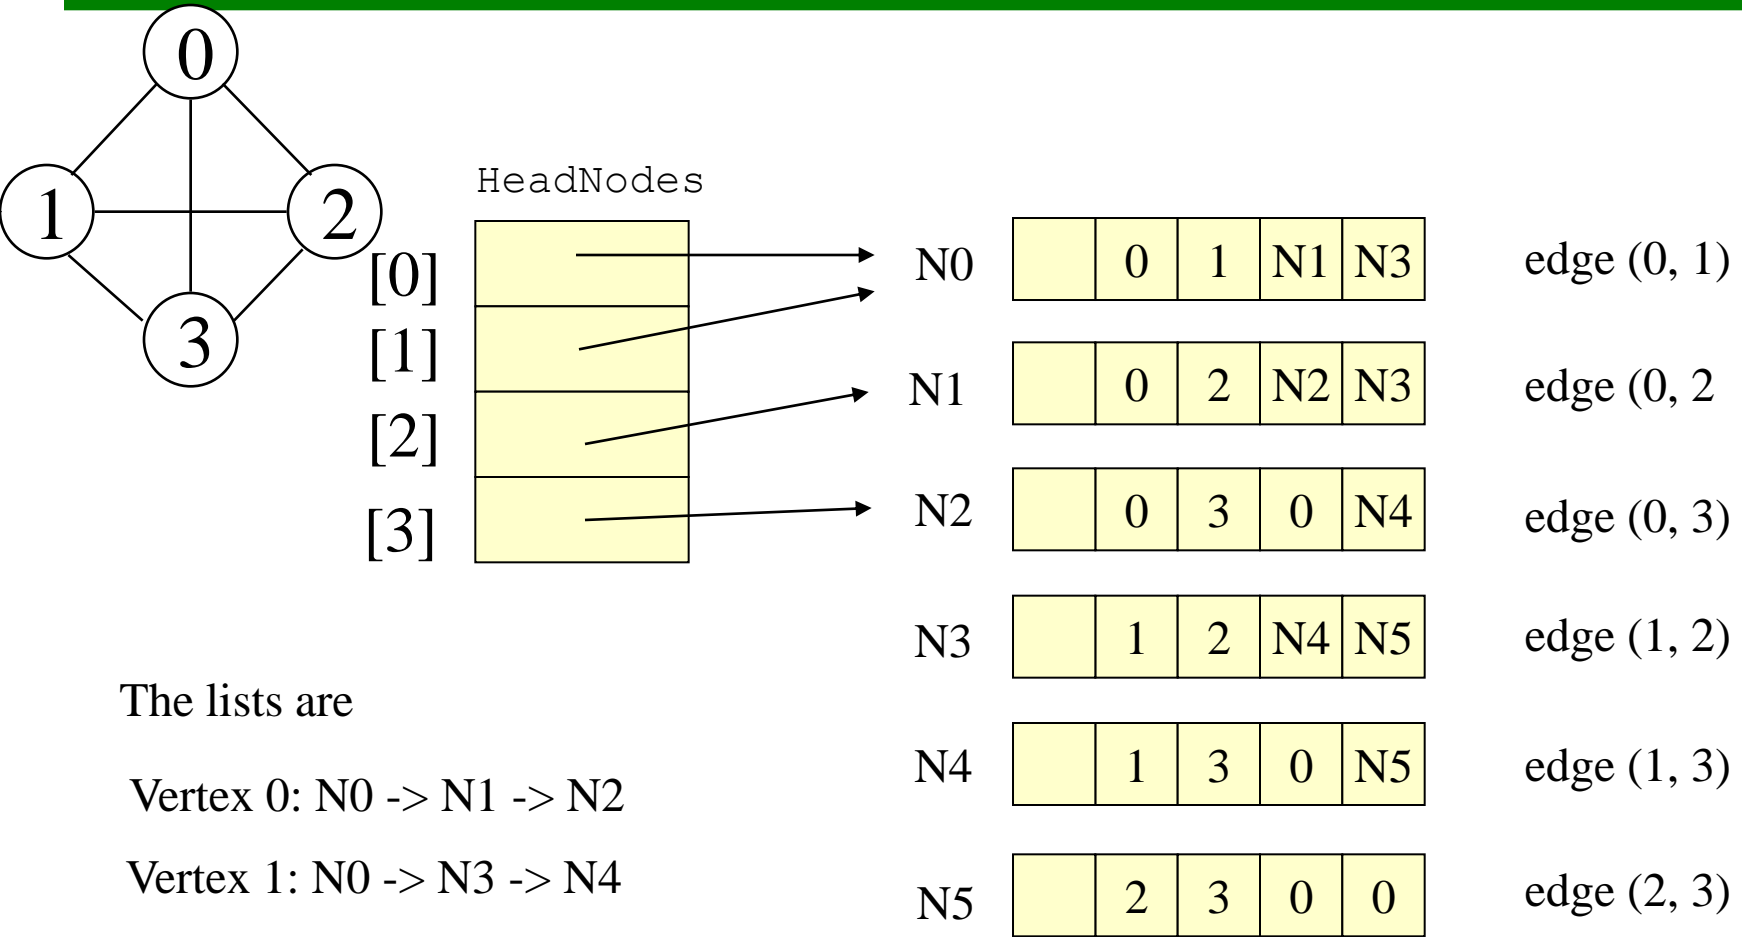 0
1 2
3
HeadNodes
[0]
[1]
[2]
[3]
N0 0 1 N1 N3 edge (0, 1)
N1 0 2 N2 N3 edge (0, 2
N2 0 3 0 N4 edge (0, 3)
N3 1 2 N4 N5 edge (1, 2)
N4 1 3 0 N5 edge (1, 3)
N5 2 3 0 0 edge (2, 3)
The lists are
Vertex 0: N0 -> N1 -> N2
Vertex 1: N0 -> N3 -> N4